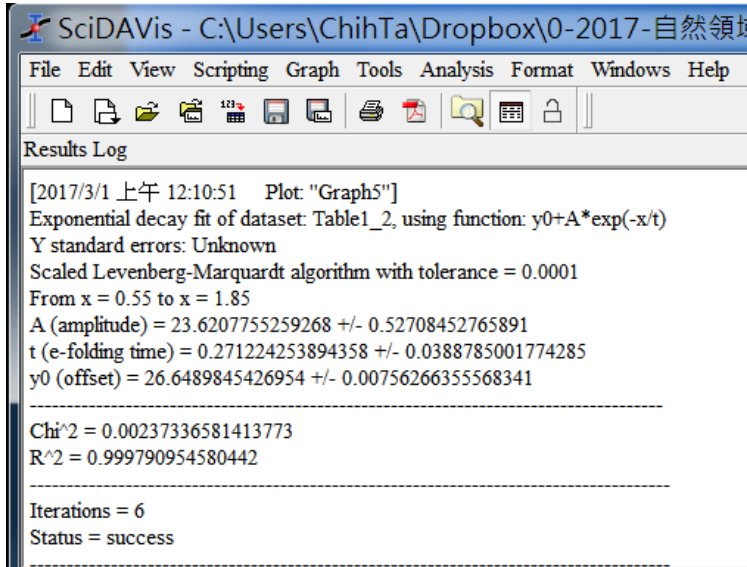 SciDAVis - C:\Users\ChihTa\Dropbox\0-2017-自然領域
File Edit View Scripting Graph Tools Analysis Format Windows Help
Results Log
[2017/3/1 上午 12:10:51 Plot: "Graph5"]
Exponential decay fit of dataset: Table1_2, using function: y0+A*exp(-x/t)
Y standard errors: Unknown
Scaled Levenberg-Marquardt algorithm with tolerance = 0.0001
From x = 0.55 to x = 1.85
A (amplitude) = 23.6207755259268 +/- 0.52708452765891
t (e-folding time) = 0.271224253894358 +/- 0.0388785001774285
y0 (offset) = 26.6489845426954 +/- 0.00756266355568341
--------------------------------------------------------------------------------------
Chi^2 = 0.00237336581413773
R^2 = 0.999790954580442
---------------------------------------------------------------------------------------
Iterations = 6
Status = success
---------------------------------------------------------------------------------------